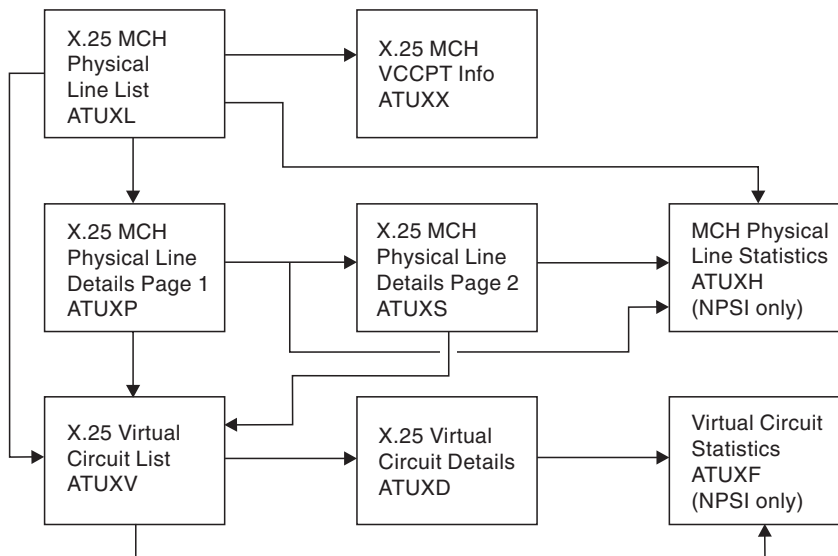 X.25 MCH
Physical
Line List
ATUXL
X.25 MCH
VCCPT Info
ATUXX
X.25 MCH
Physical Line
Details Page 1
ATUXP
X.25 MCH
Physical Line
Details Page 2
ATUXS
MCH Physical
Line Statistics
ATUXH
(NPSI only)
X.25 Virtual
Circuit List
ATUXV
X.25 Virtual
Circuit Details
ATUXD
Virtual Circuit
Statistics
ATUXF
(NPSI only)